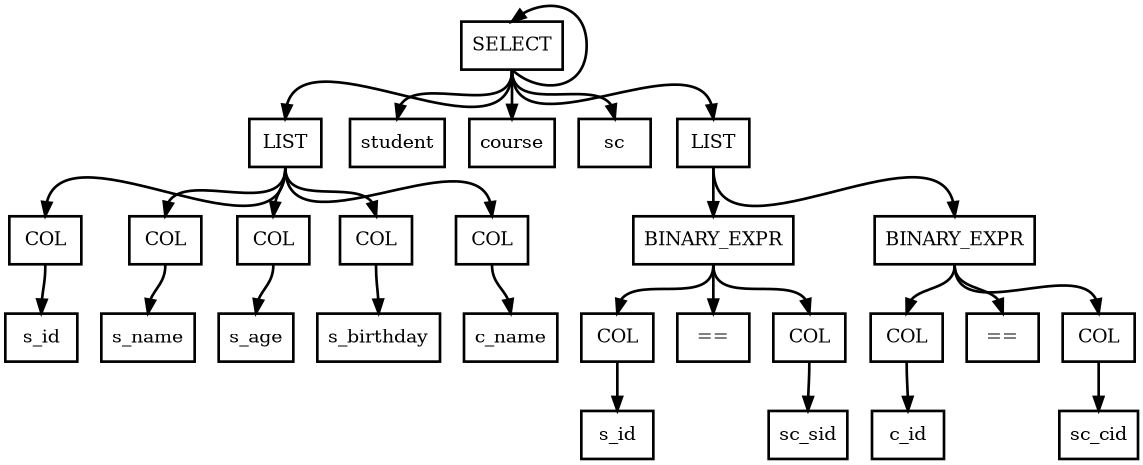 SELECT
LIST student course sc LIST
COL COL COL COL COL BINARY_EXPR BINARY_EXPR
s_id s_name s_age s_birthday c_name COL == COL COL == COL
s_id sc_sid c_id sc_cid